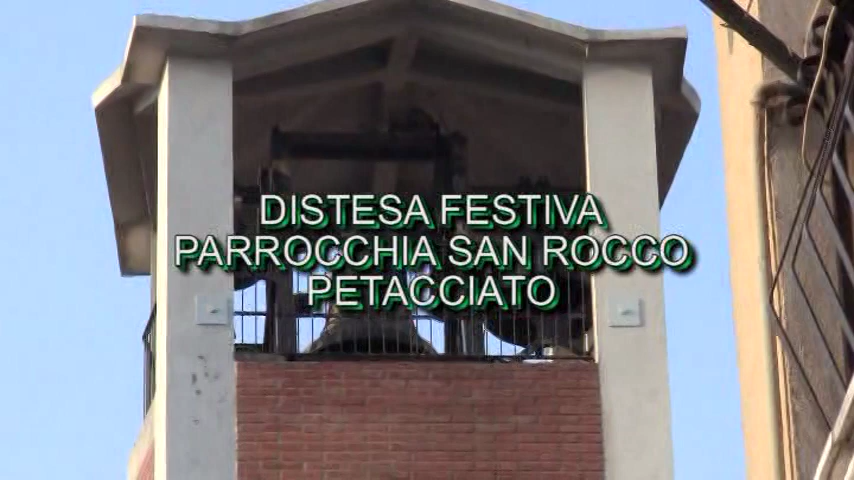 DISTESA FESTIVA
PARROCCHIA SAN ROCCO
PETACCIATO